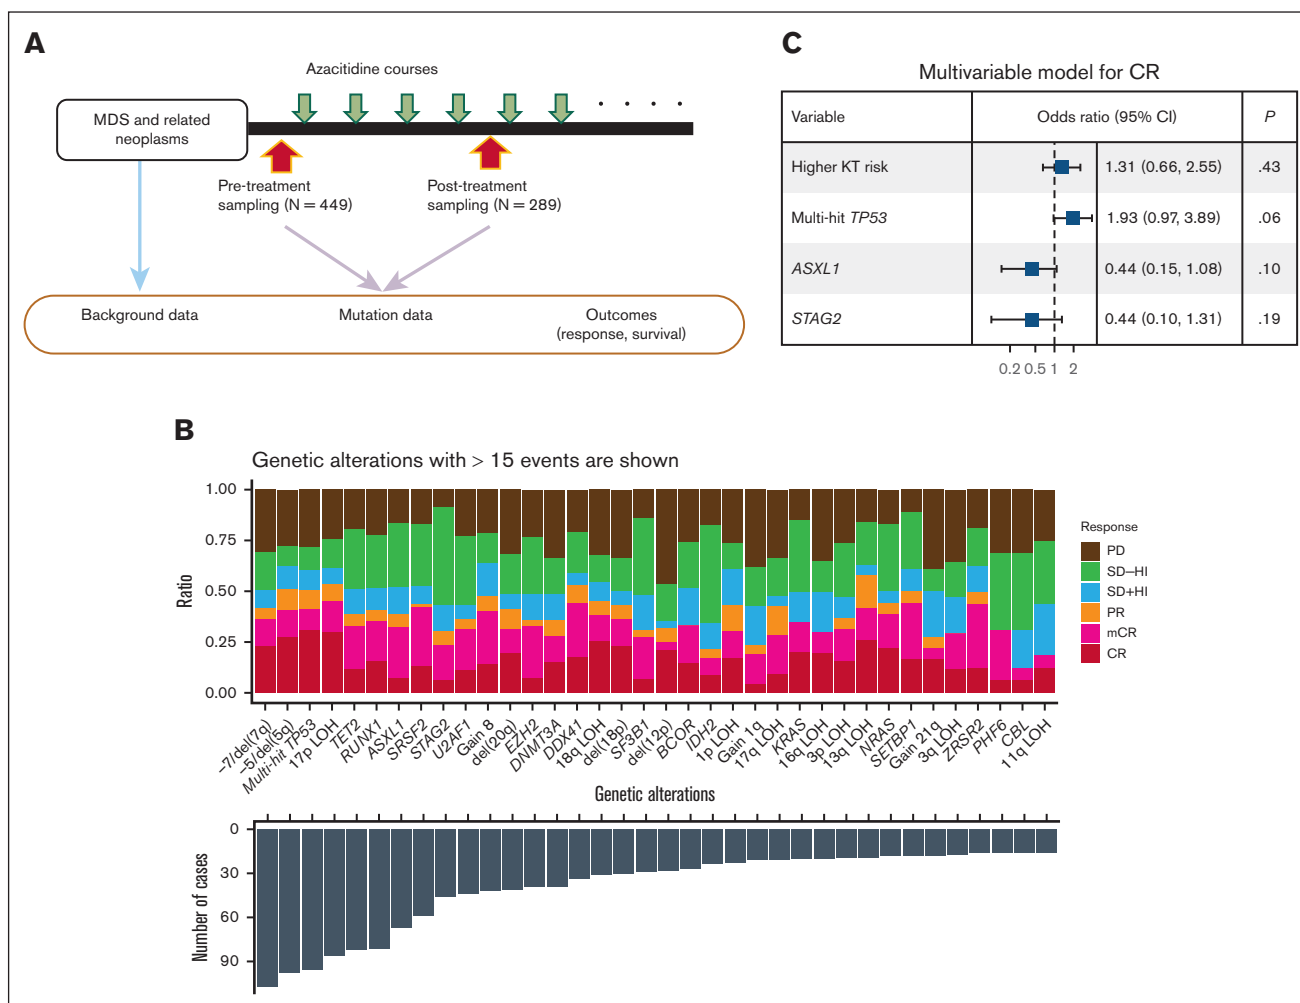 A
Azacitidine courses
MDS and related
neoplasms
Pre-treatment
sampling (N = 449)
Post-treatment
sampling (N = 289)
Background data
Mutation data
Outcomes
(response, survival)
C
Multivariable model for CR
Variable Odds ratio (95% CI) P
Higher KT risk 1.31 (0.66, 2.55) .43
Multi-hit TP53 1.93 (0.97, 3.89) .06
ASXL1 0.44 (0.15, 1.08) .10
STAG2 0.44 (0.10, 1.31) .19
0.2 0.5 1 2
B
Genetic alterations with > 15 events are shown
Ratio
1.00
0.75
0.50
0.25
0.00
Response
PD
SD–HI
SD+HI
PR
mCR
CR
–7/del(7q)
–5/del(5q)
Multi-hit TP53
17p LOH
TET2
RUNX1
ASXL1
SRSF2
STAG2
U2AF1
Gain 8
del(20q)
EZH2
DNMT3A
DDX41
18q LOH
del(18p)
SF3B1
del(12p)
BCOR
IDH2
1p LOH
Gain 1q
17q LOH
KRAS
16q LOH
3p LOH
13q LOH
NRAS
SETBP1
Gain 21q
3q LOH
ZRSR2
PHF6
CBL
11q LOH
Genetic alterations
Number of cases
0
30
60
90